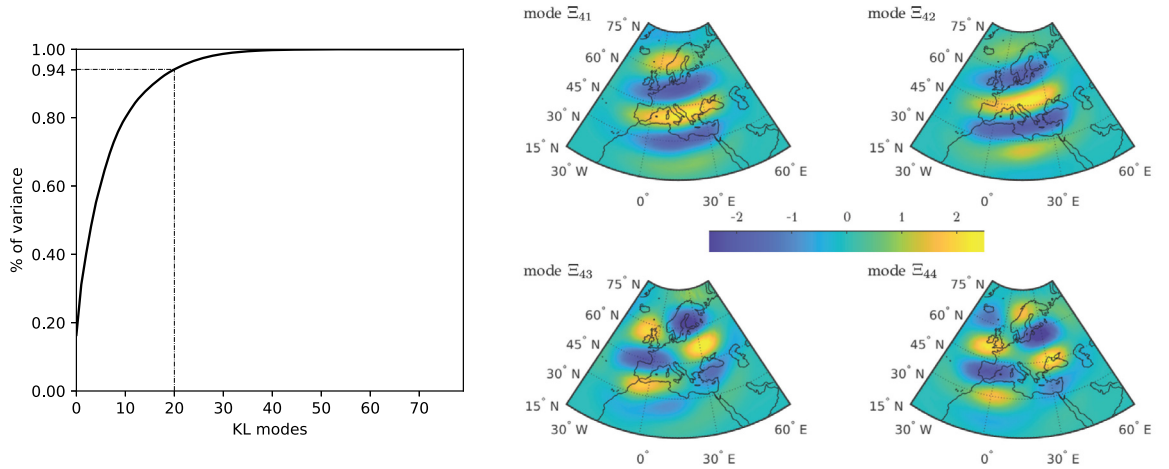 % of variance
1.00
0.94
0.80
0.60
0.40
0.20
0.00
0 10 20 30 40 50 60 70
KL modes
mode Ξ41
75° N
60° N
45° N
30° N
15° N
30° W
0°
30° E
60° E
mode Ξ42
75° N
60° N
45° N
30° N
15° N
30° W
0°
30° E
60° E
-2 -1 0 1 2
mode Ξ43
75° N
60° N
45° N
30° N
15° N
30° W
0°
30° E
60° E
mode Ξ44
75° N
60° N
45° N
30° N
15° N
30° W
0°
30° E
60° E